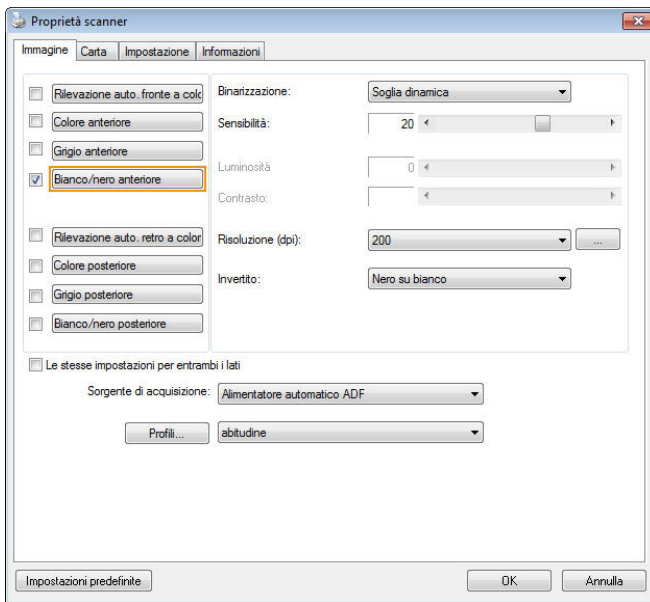 Proprietà scanner
Immagine Carta Impostazione Informazioni
Rilevazione auto. fronte a colc Binarizzazione: Soglia dinamica
Colore anteriore Sensibilità: 20
Grigio anteriore
Luminosità 0
Bianco/nero anteriore
Contrasto:
Rilevazione auto. retro a color Risoluzione (dpi): 200 ...
Colore posteriore
Invertito: Nero su bianco
Grigio posteriore
Bianco/nero posteriore
Le stesse impostazioni per entrambi i lati
Sorgente di acquisizione: Alimentatore automatico ADF
Profili... abitudine
Impostazioni predefinite OK Annulla